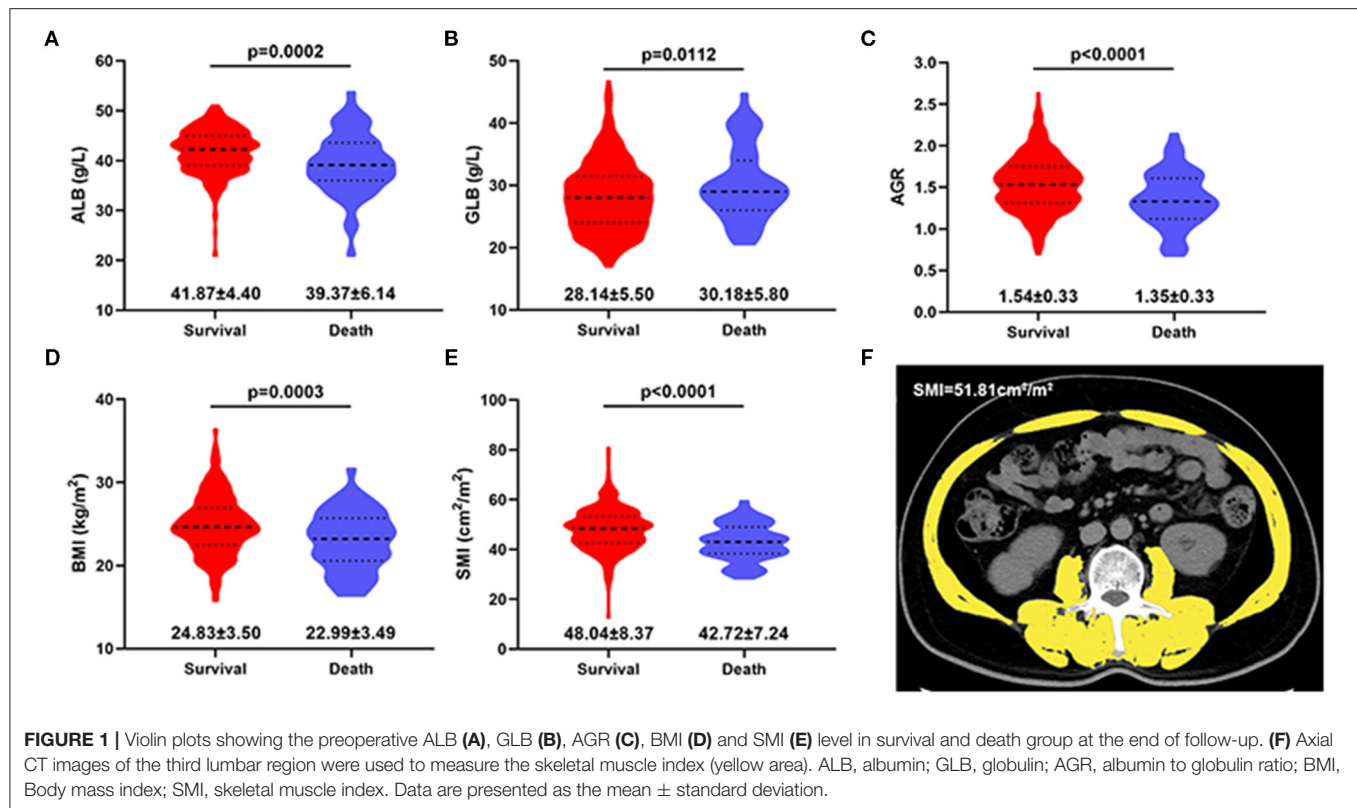 A
p=0.0002
60
50
40
30
20
10
ALB (g/L)
41.87±4.40
39.37±6.14
Survival
Death
B
p=0.0112
50
40
30
20
10
GLB (g/L)
28.14±5.50
30.18±5.80
Survival
Death
C
p<0.0001
3.0
2.5
2.0
1.5
1.0
0.5
0.0
AGR
1.54±0.33
1.35±0.33
Survival
Death
D
p=0.0003
40
30
20
10
BMI (kg/m²)
24.83±3.50
22.99±3.49
Survival
Death
E
p<0.0001
100
80
60
40
20
0
SMI (cm²/m²)
48.04±8.37
42.72±7.24
Survival
Death
F
SMI=51.81cm²/m²
FIGURE 1 | Violin plots showing the preoperative ALB (A), GLB (B), AGR (C), BMI (D) and SMI (E) level in survival and death group at the end of follow-up. (F) Axial
CT images of the third lumbar region were used to measure the skeletal muscle index (yellow area). ALB, albumin; GLB, globulin; AGR, albumin to globulin ratio; BMI,
Body mass index; SMI, skeletal muscle index. Data are presented as the mean ± standard deviation.